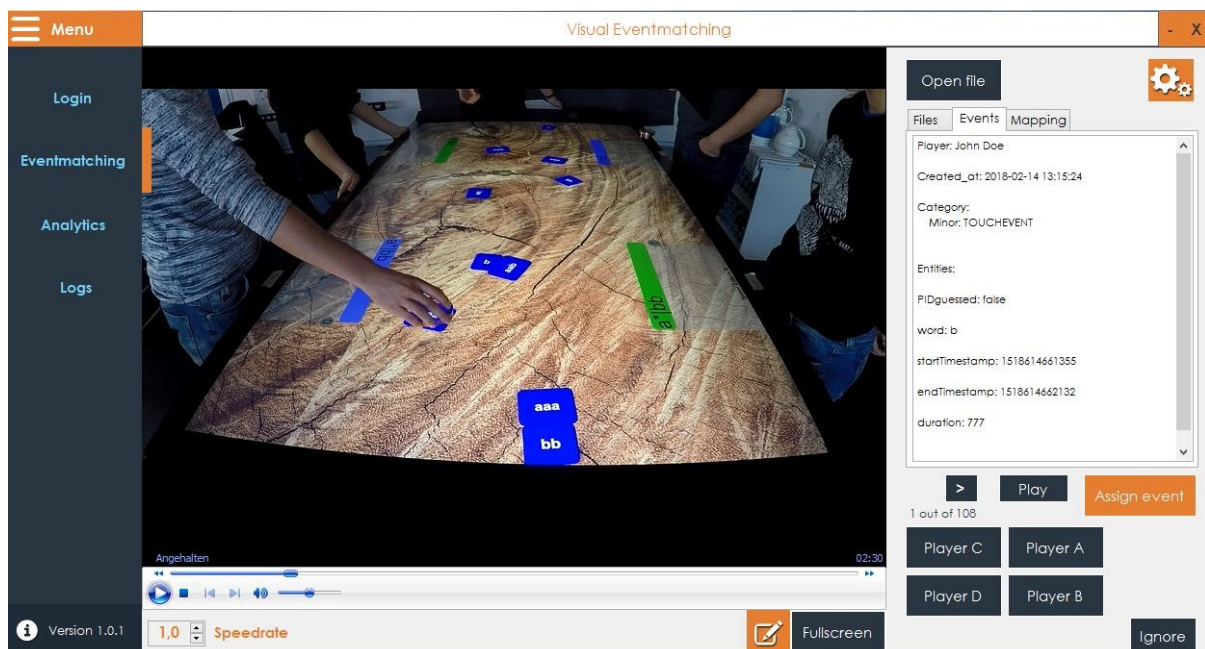 Menu
Visual Eventmatching
- X
Login
Eventmatching
Analytics
Logs
Version 1.0.1
aaa
bb
b
aab
a*|bb
Angehalten
02:30
1,0 Speedrate
Fullscreen
Open file
Files Events Mapping
Player: John Doe
Created_at: 2018-02-14 13:15:24
Category:
Minor: TOUCHEVENT
Entities:
PIDguessed: false
word: b
startTimestamp: 1518614661355
endTimestamp: 1518614662132
duration: 777
> Play Assign event
1 out of 108
Player C Player A
Player D Player B
Ignore